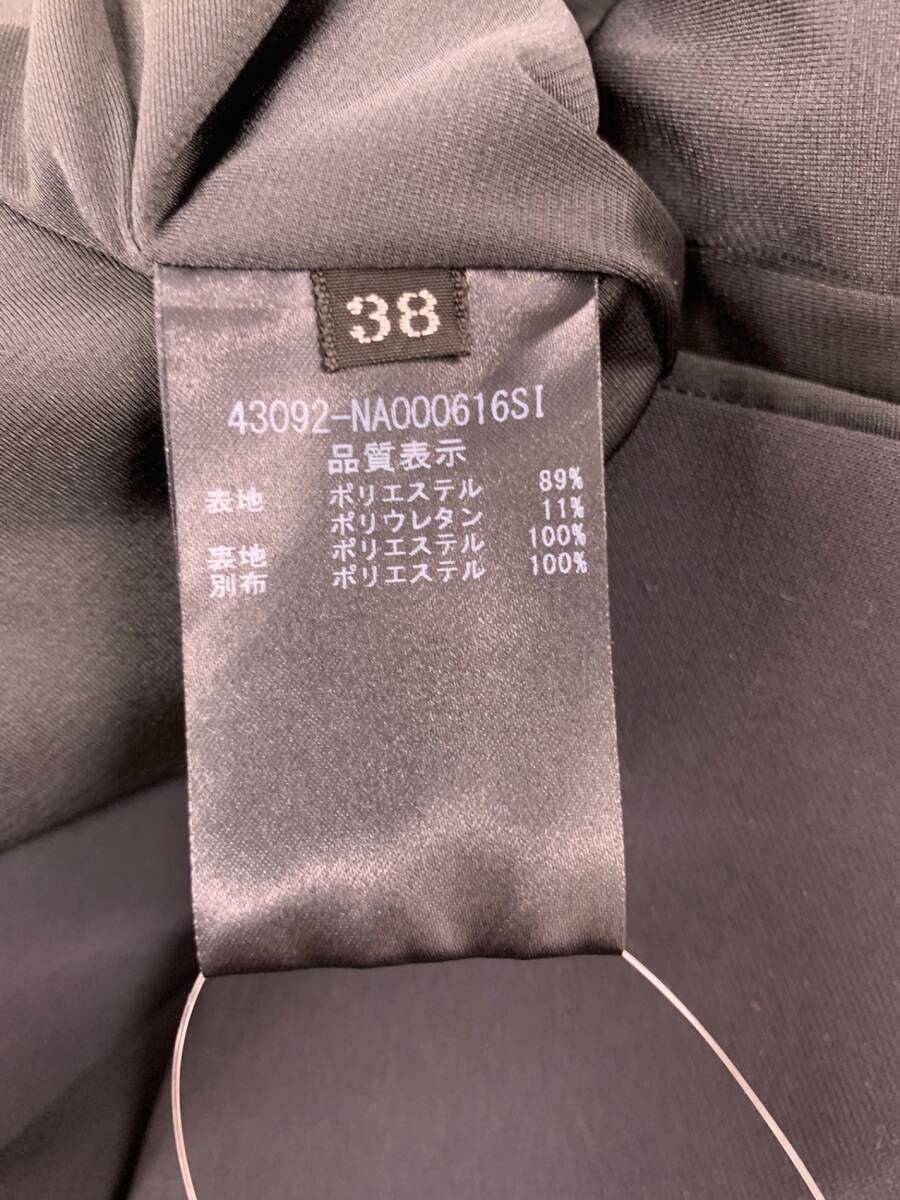 38
43092-NA000616SI
品質表示
表地 ポリエステル 89%
ポリウレタン 11%
裏地 ポリエステル 100%
別布 ポリエステル 100%